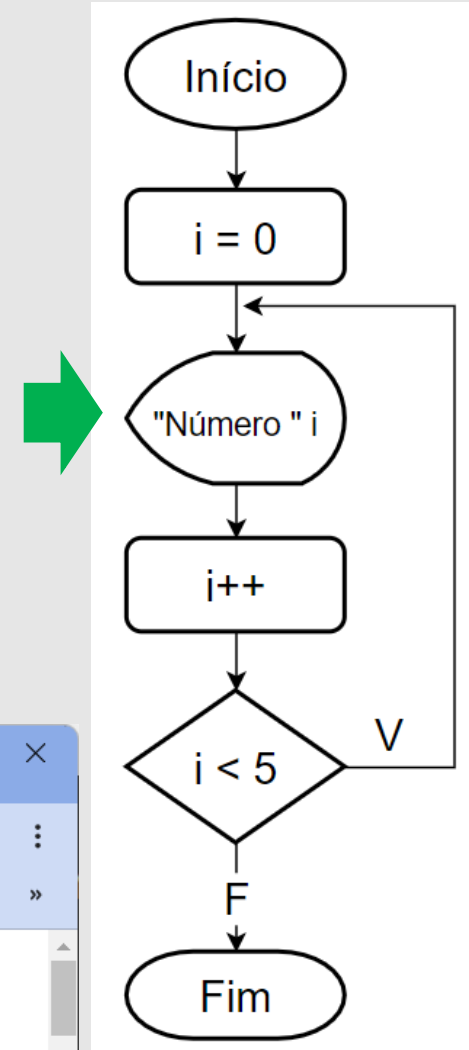 Início
i = 0
"Número " i
i++
i < 5
V
F
Fim